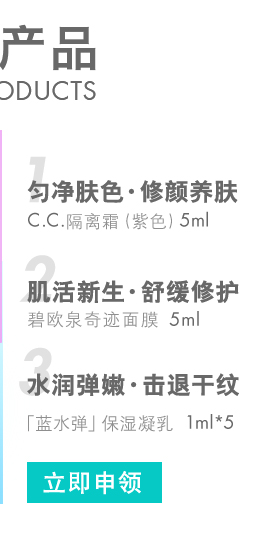 产品
ODUCTS
1
匀净肤色·修颜养肤
C.C.隔离霜(紫色)5ml
2
肌活新生·舒缓修护
碧欧泉奇迹面膜 5ml
3
水润弹嫩·击退干纹
「蓝水弹」保湿凝乳 1ml*5
立即申领